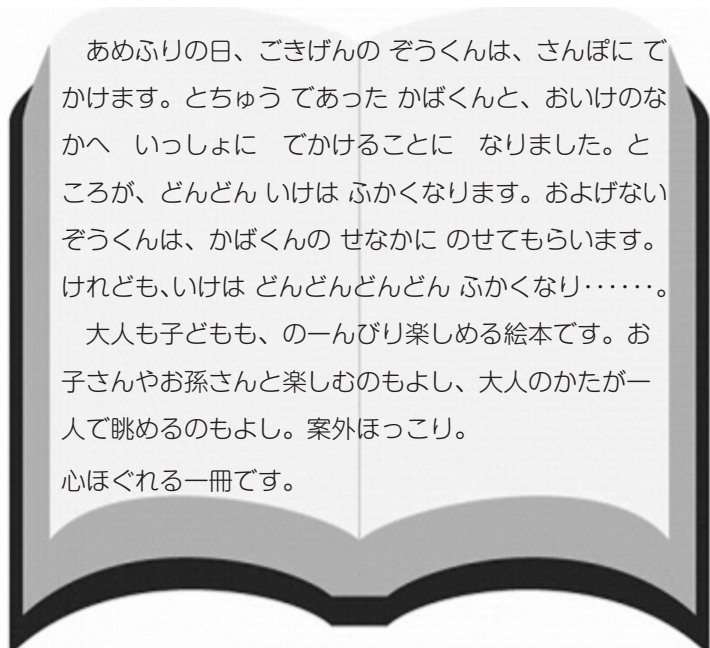 あめふりの日、ごきげんの ぞうくんは、さんぽに で
かけます。とちゅう であった かばくんと、おいけのな
かへ　いっしょに　でかけることに　なりました。と
ころが、どんどん いけは ふかくなります。およげない
ぞうくんは、かばくんの せなかに のせてもらいます。
けれども、いけは どんどんどんどん ふかくなり……。
　大人も子どもも、のーんびり楽しめる絵本です。お
子さんやお孫さんと楽しむのもよし、大人のかたが一
人で眺めるのもよし。案外ほっこり。
心ほぐれる一冊です。